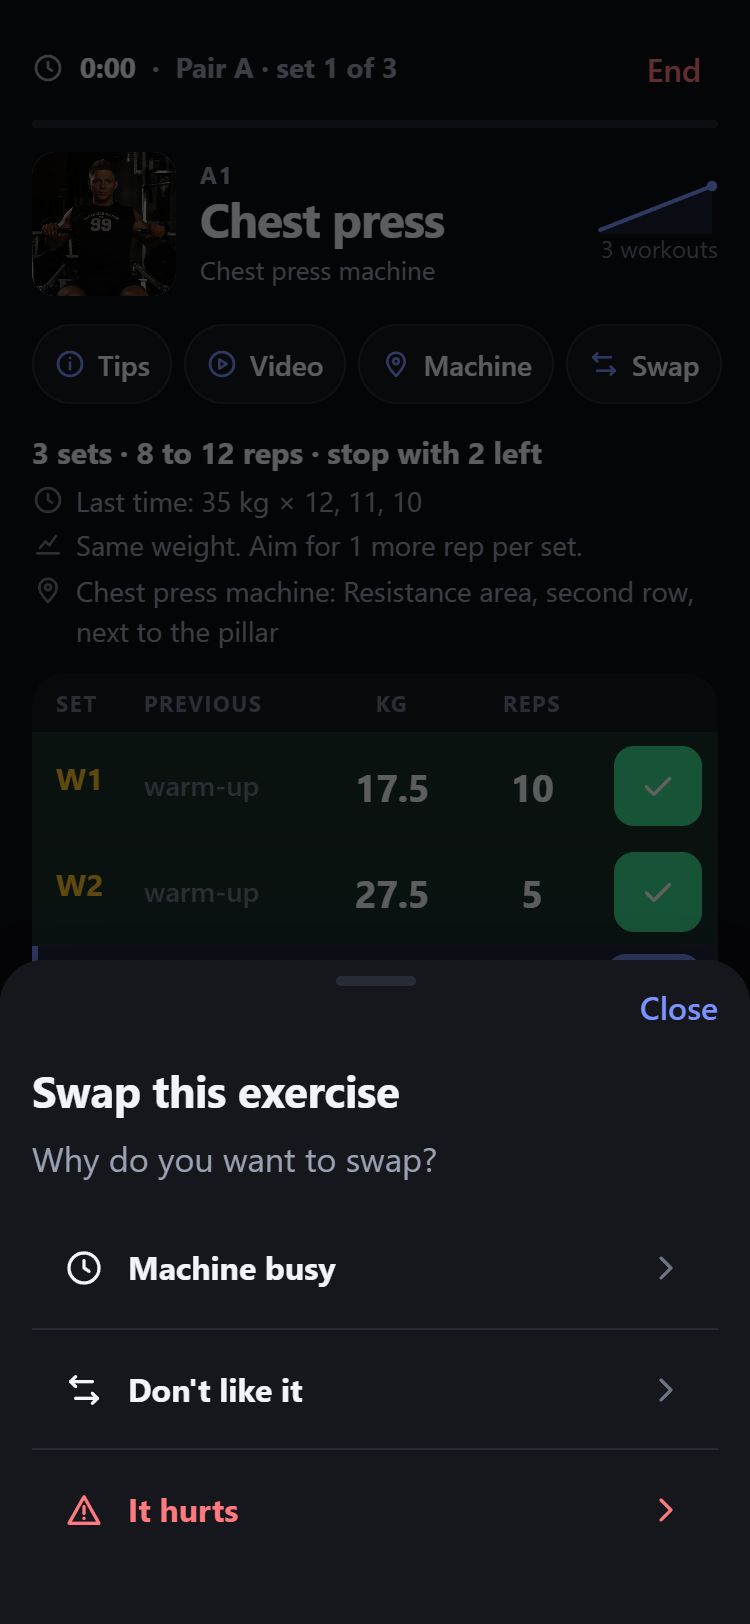 0:00 · Pair A · set 1 of 3
End
A1
Chest press
Chest press machine
99
3 workouts
Tips
Video
Machine
Swap
3 sets · 8 to 12 reps · stop with 2 left
Last time: 35 kg × 12, 11, 10
Same weight. Aim for 1 more rep per set.
Chest press machine: Resistance area, second row,
next to the pillar
SET PREVIOUS KG REPS
W1 warm-up 17.5 10
W2 warm-up 27.5 5
Close
Swap this exercise
Why do you want to swap?
Machine busy
Don't like it
It hurts